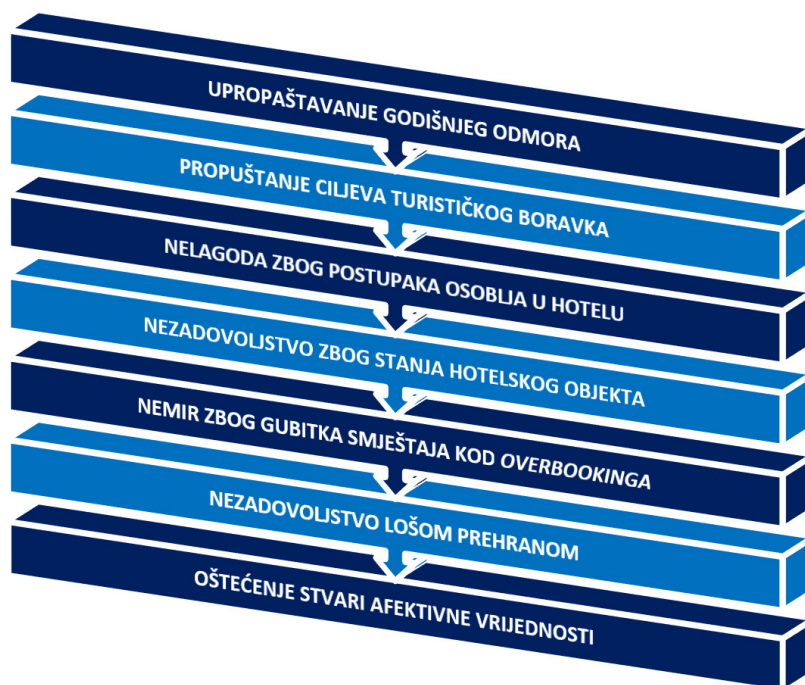 UPROPAŠTAVANJE GODIŠNJEG ODMORA
PROPUŠTANJE CILJEVA TURISTIČKOG BORAVKA
NELAGODA ZBOG POSTUPAKA OSOBLJA U HOTELU
NEZADOVOLJSTVO ZBOG STANJA HOTELSKOG OBJEKTA
NEMIR ZBOG GUBITKA SMJEŠTAJA KOD OVERBOOKINGA
NEZADOVOLJSTVO LOŠOM PREHRANOM
OŠTEĆENJE STVARI AFEKTIVNE VRIJEDNOSTI